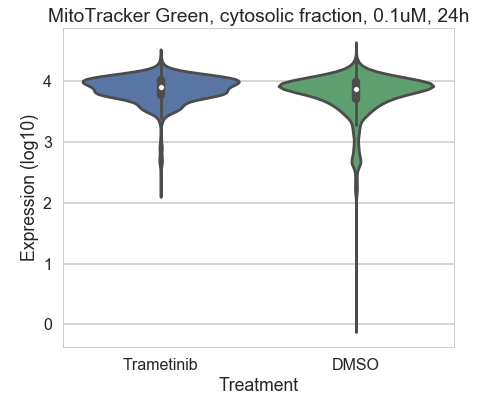 MitoTracker Green, cytosolic fraction, 0.1uM, 24h
Expression (log10)
4
3
2
1
0
Trametinib
DMSO
Treatment